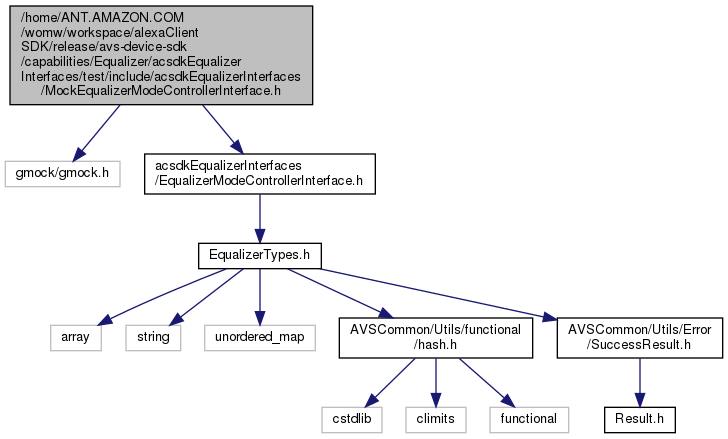 /home/ANT.AMAZON.COM
/womw/workspace/alexaClient
SDK/release/avs-device-sdk
/capabilities/Equalizer/acsdkEqualizer
Interfaces/test/include/acsdkEqualizerInterfaces
/MockEqualizerModeControllerInterface.h
gmock/gmock.h
acsdkEqualizerInterfaces
/EqualizerModeControllerInterface.h
EqualizerTypes.h
array
string
unordered_map
AVSCommon/Utils/functional
/hash.h
AVSCommon/Utils/Error
/SuccessResult.h
cstdlib
climits
functional
Result.h